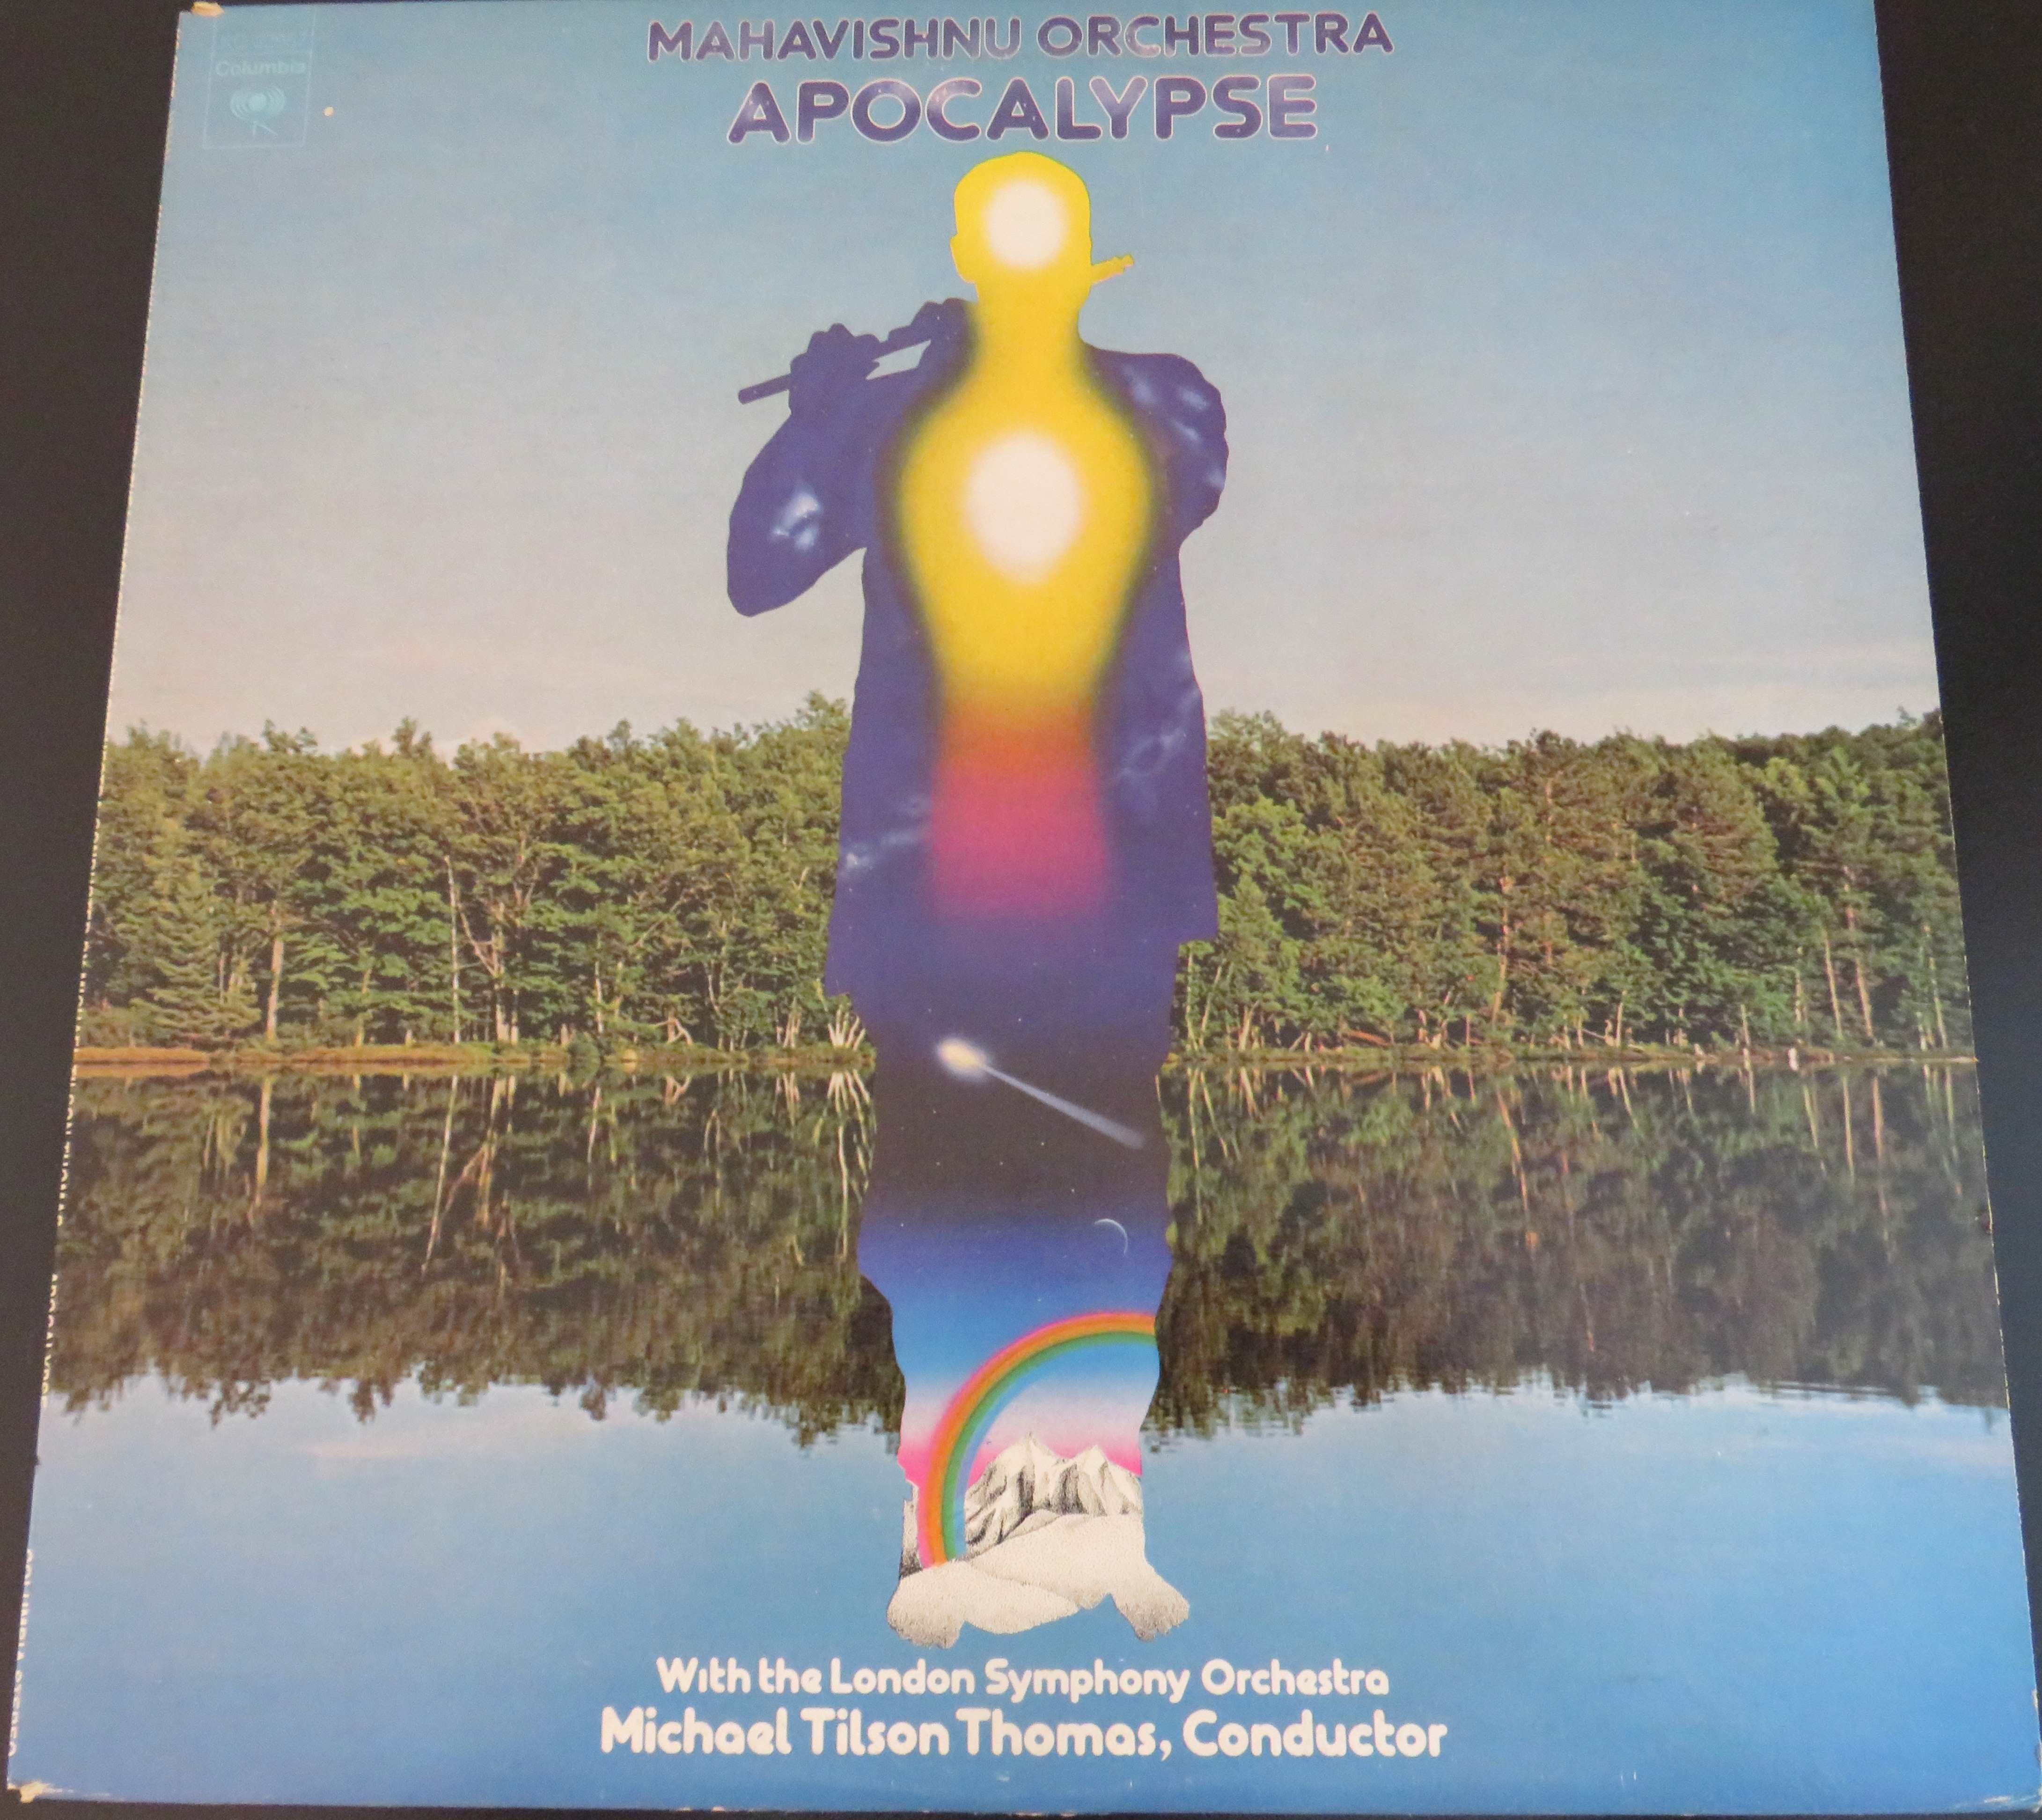 Columbia
MAHAVISHNU ORCHESTRA
APOCALYPSE
With the London Symphony Orchestra
Michael Tilson Thomas, Conductor